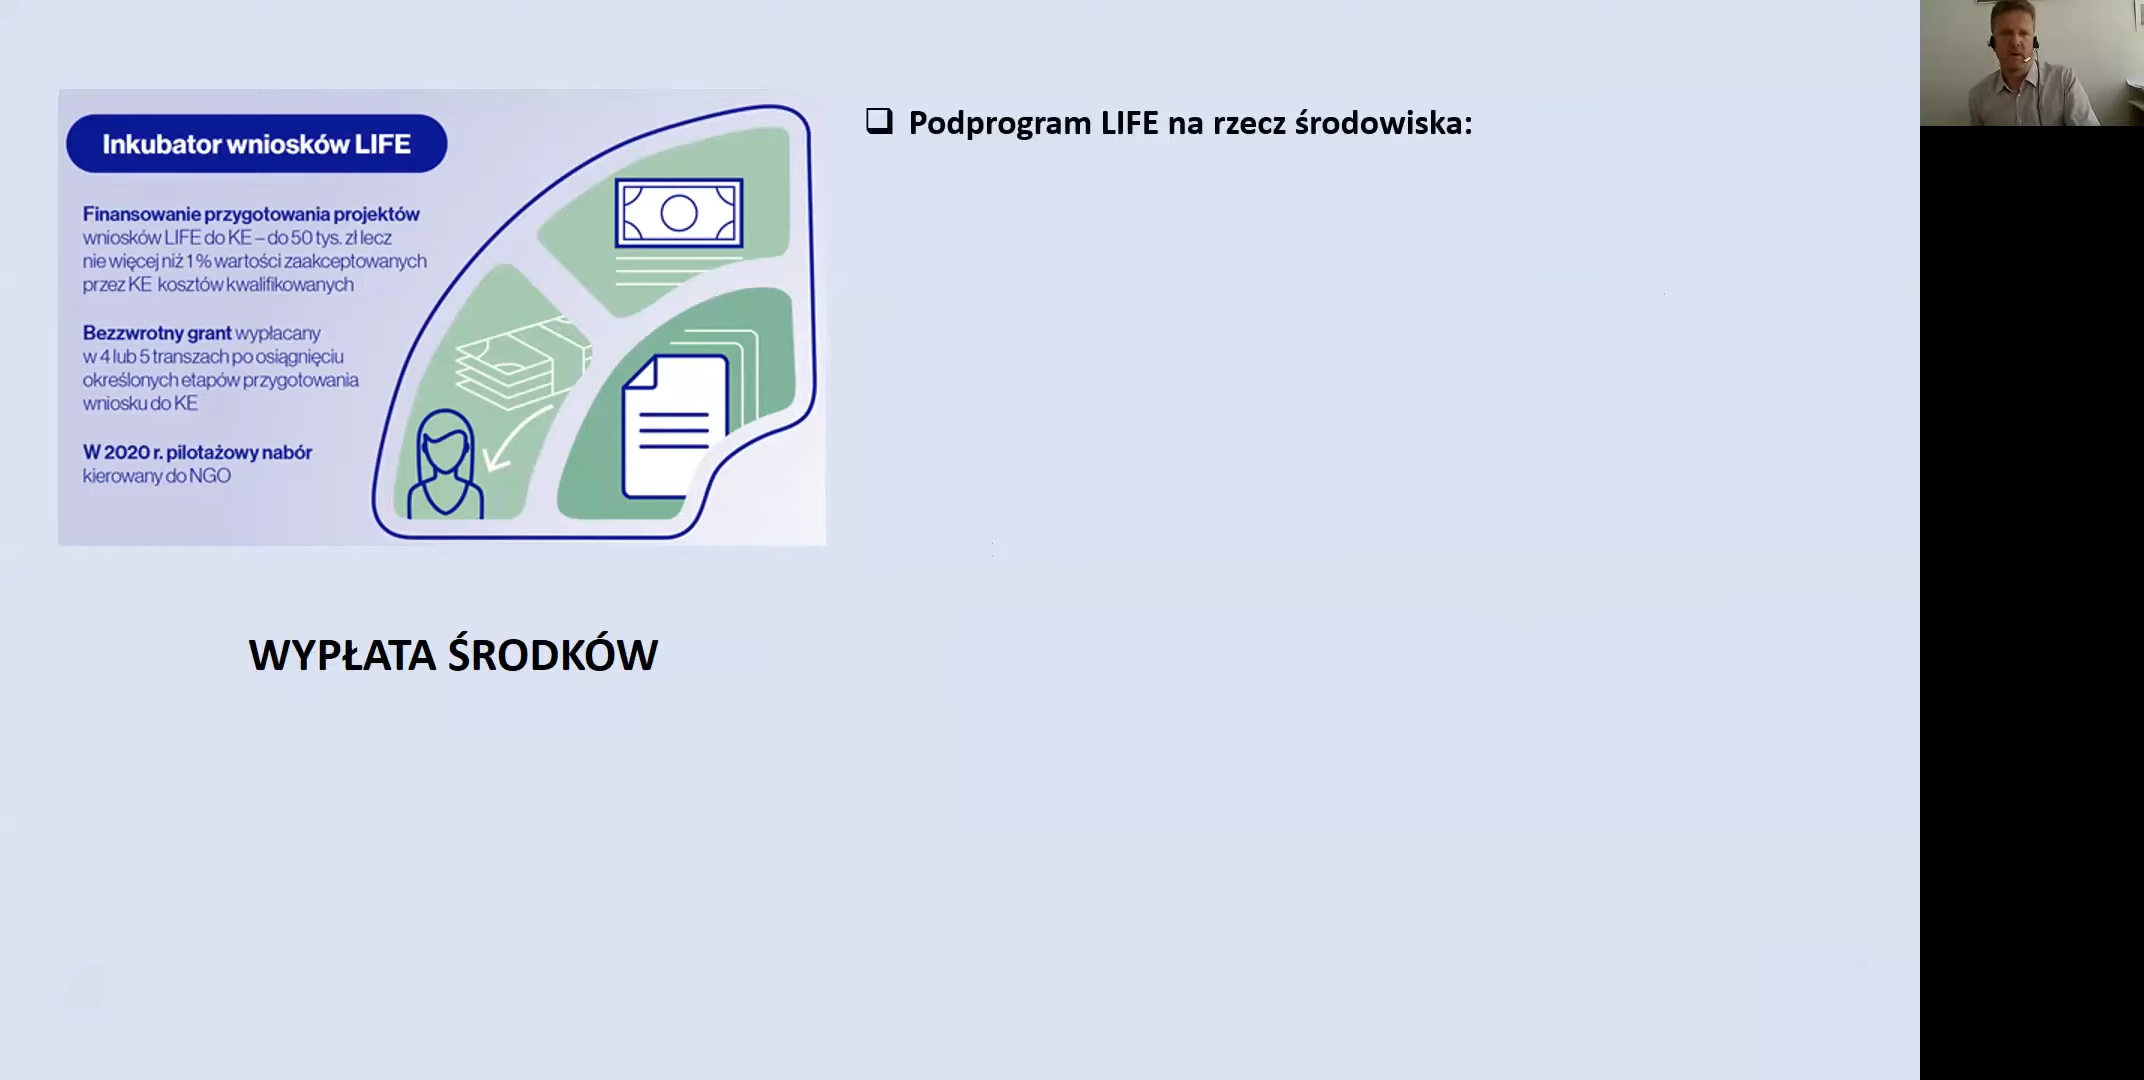 Inkubator wniosków LIFE
Finansowanie przygotowania projektów
wniosków LIFE do KE – do 50 tys. zł lecz
nie więcej niż 1 % wartości zaakceptowanych
przez KE kosztów kwalifikowanych
Bezzwrotny grant wypłacany
w 4 lub 5 transzach po osiągnięciu
określonych etapów przygotowania
wniosku do KE
W 2020 r. pilotażowy nabór
kierowany do NGO
WYPŁATA ŚRODKÓW
Podprogram LIFE na rzecz środowiska: